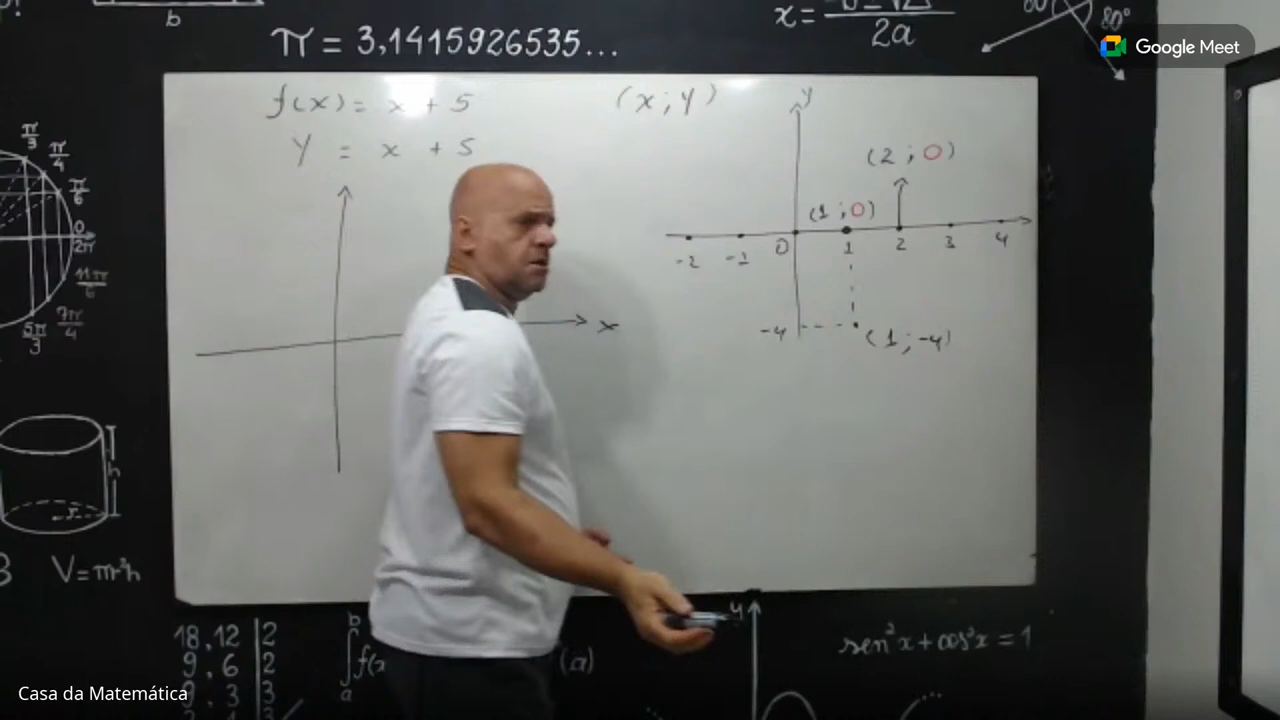 b
π = 3,1415926535...
x =
2a
80°
Google Meet
f(x) = x + 5
(x ; y)
y
Y = x + 5
(2 ; 0)
(1 ; 0)
-2 -1 0 1 2 3 4
x
-4
(1 ; -4)
π/3
π/4
π/6
0
2π
11π/6
7π/4
5π/3
h
r
V = πr²h
18, 12 | 2
9, 6 | 2
9, 3 | 3
b
∫ f(x
a
(a)
y
sen²x + cos²x = 1
Casa da Matemática